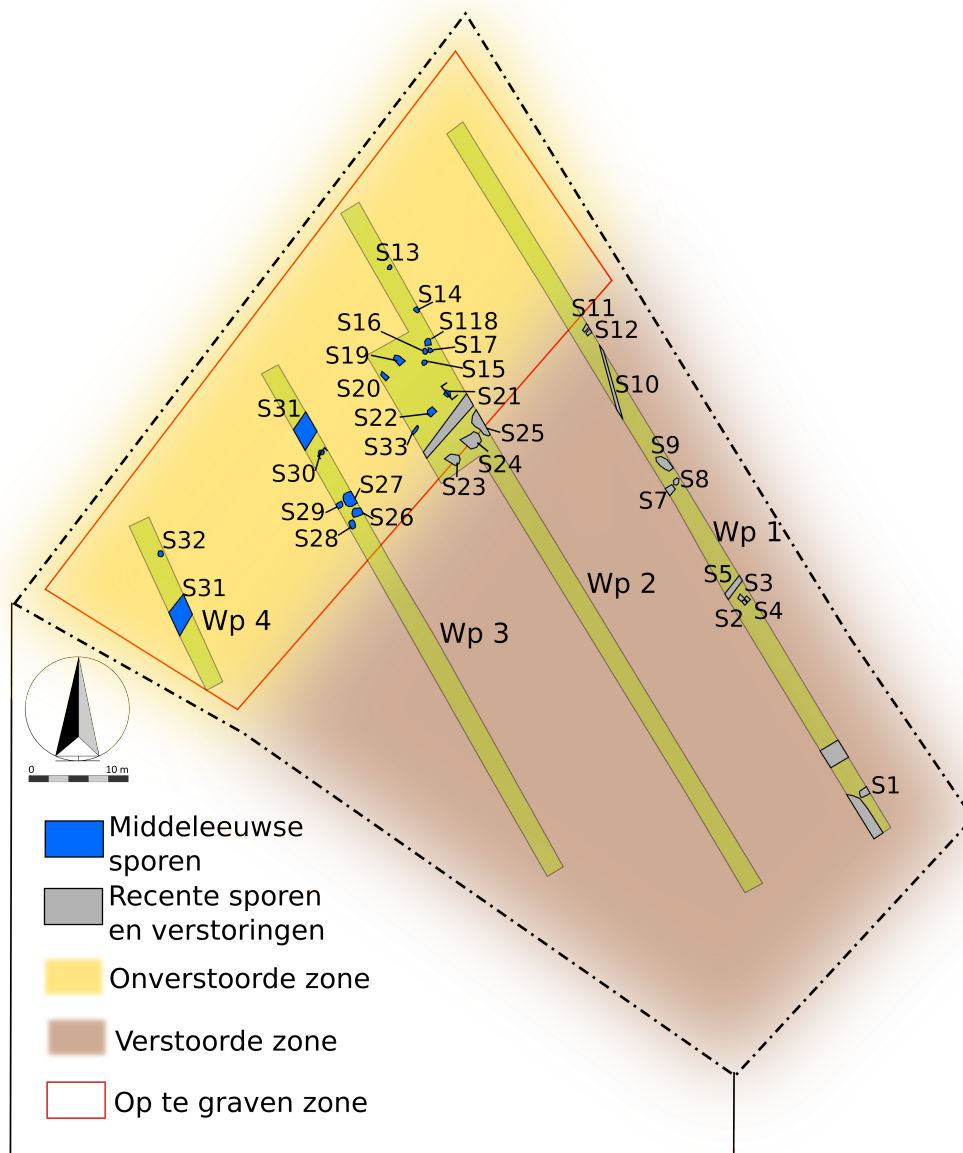 S13
S14
S118
S16
S17
S19
S15
S20
S21
S22
S33
S25
S24
S23
S11
S12
S10
S9
S8
S7
Wp 1
S5
S3
S4
S2
S1
S31
S30
S27
S29
S26
S28
Wp 2
Wp 3
S32
S31
Wp 4
0 10 m
Middeleeuwse
sporen
Recente sporen
en verstoringen
Onverstoorde zone
Verstoorde zone
Op te graven zone